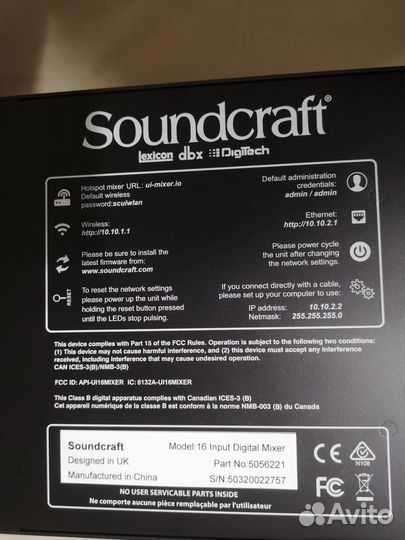 Soundcraft®
lexicon dbx DigiTech
Hotspot mixer URL : ui-mixer.io
Default wireless
password:scuiwlan
Wireless:
http://10.10.1.1
Please be sure to install the
latest firmware from:
www.soundcraft.com
RESET
To reset the network settings
please power up the unit while
holding the reset button pressed
until the LEDs stop pulsing.
Default administration
credentials:
admin / admin
Ethernet:
http://10.10.2.1
Please power cycle
the unit after changing
the network settings.
If you connect directly with a cable,
please set up your computer to use:
IP address: 10.10.2.2
Netmask: 255.255.255.0
This device complies with Part 15 of the FCC Rules. Operation is subject to the following two conditions:
(1) This device may not cause harmful interference, and (2) this device must accept any interference
received, including interference that may cause undesired operation.
CAN ICES-3(B)/NMB-3(B)
FCC ID: API-UI16MIXER IC: 6132A-UI16MIXER
This Class B digital apparatus complies with Canadian ICES-3 (B)
Cet appareil numérique de la classe B est conform à la norme NMB-003 (B) du Canada
Soundcraft
Designed in UK
Manufactured in China
Model:16 Input Digital Mixer
Part No:5056221
S/N:50320022757
NO USER SERVICABLE PARTS INSIDE
Ne comporte aucune pièce remplaçable par l'utilisateur
CE
N108
FC
Avito